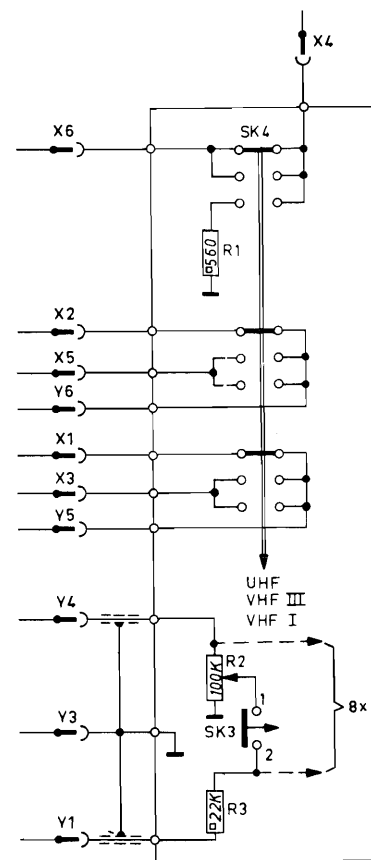 X4
X6
SK4
560
R1
X2
X5
Y6
X1
X3
Y5
UHF
VHF III
VHF I
Y4
R2
100K
1
8x
Y3
SK3
2
Y1
22K
R3